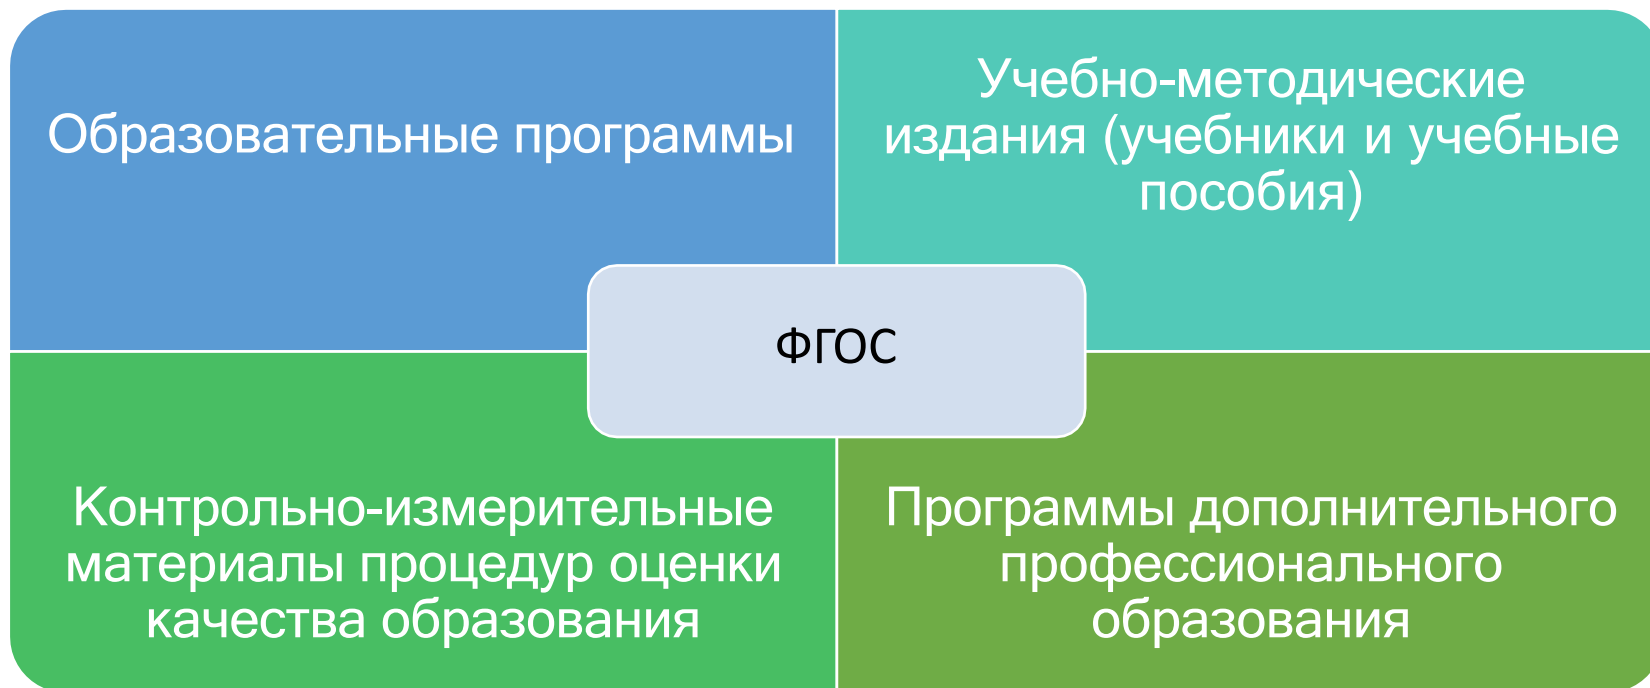 Образовательные программы
Учебно-методические
издания (учебники и учебные
пособия)
ФГОС
Контрольно-измерительные
материалы процедур оценки
качества образования
Программы дополнительного
профессионального
образования